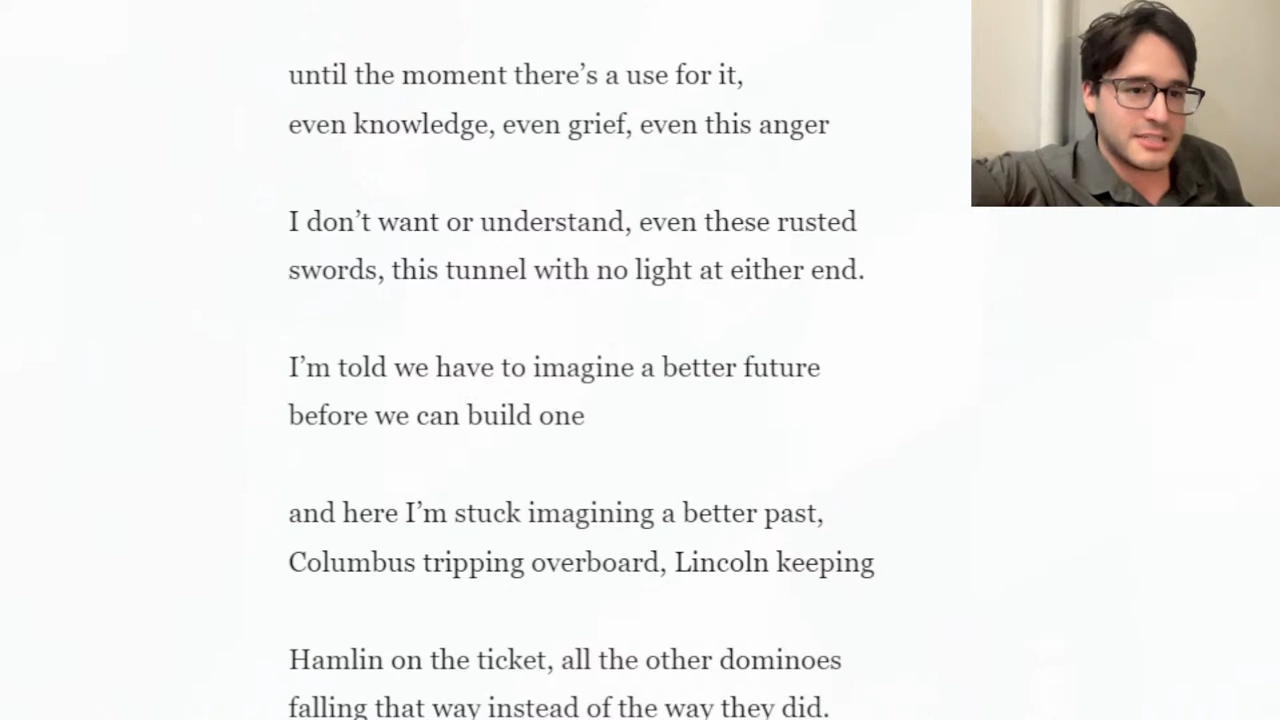 until the moment there’s a use for it,
even knowledge, even grief, even this anger
I don’t want or understand, even these rusted
swords, this tunnel with no light at either end.
I’m told we have to imagine a better future
before we can build one
and here I’m stuck imagining a better past,
Columbus tripping overboard, Lincoln keeping
Hamlin on the ticket, all the other dominoes
falling that way instead of the way they did.